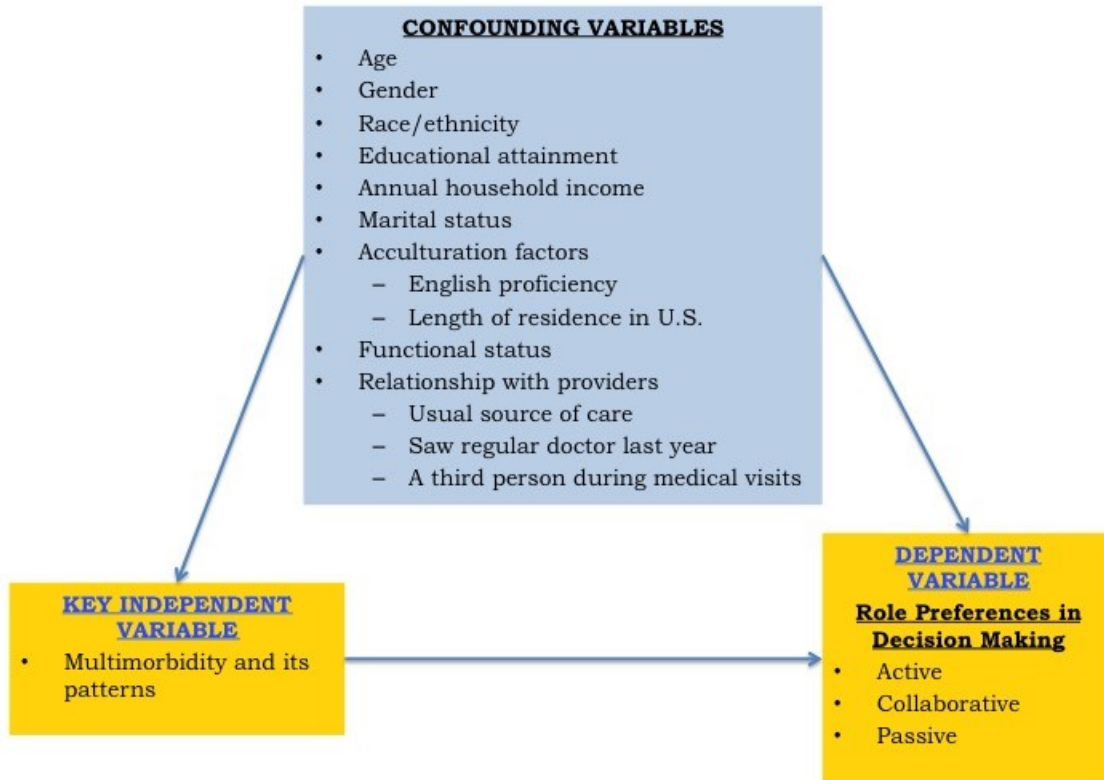 CONFOUNDING VARIABLES
• Age
• Gender
• Race/ethnicity
• Educational attainment
• Annual household income
• Marital status
• Acculturation factors
– English proficiency
– Length of residence in U.S.
• Functional status
• Relationship with providers
– Usual source of care
– Saw regular doctor last year
– A third person during medical visits
KEY INDEPENDENT
VARIABLE
• Multimorbidity and its
patterns
DEPENDENT
VARIABLE
Role Preferences in
Decision Making
• Active
• Collaborative
• Passive